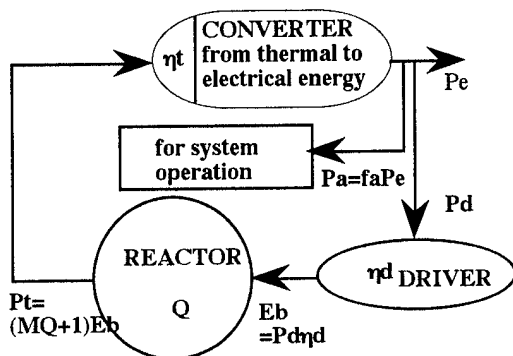 CONVERTER
ηt
from thermal to
electrical energy
Pe
for system
operation
Pa=faPe
Pd
REACTOR
Q
ηd DRIVER
Pt=
(MQ+1)Eb
Eb
=Pdηd